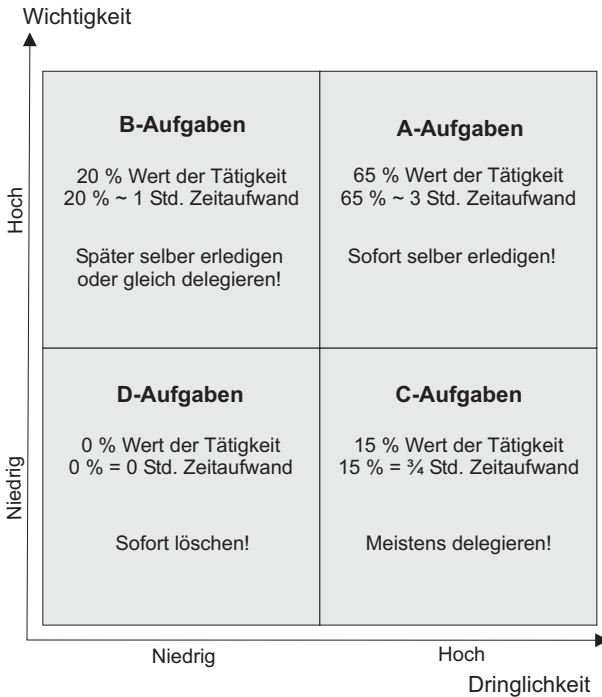 Wichtigkeit
Hoch
B-Aufgaben
20 % Wert der Tätigkeit
20 % ~ 1 Std. Zeitaufwand
Später selber erledigen
oder gleich delegieren!
A-Aufgaben
65 % Wert der Tätigkeit
65 % ~ 3 Std. Zeitaufwand
Sofort selber erledigen!
Niedrig
D-Aufgaben
0 % Wert der Tätigkeit
0 % = 0 Std. Zeitaufwand
Sofort löschen!
C-Aufgaben
15 % Wert der Tätigkeit
15 % = ¾ Std. Zeitaufwand
Meistens delegieren!
Niedrig
Hoch
Dringlichkeit